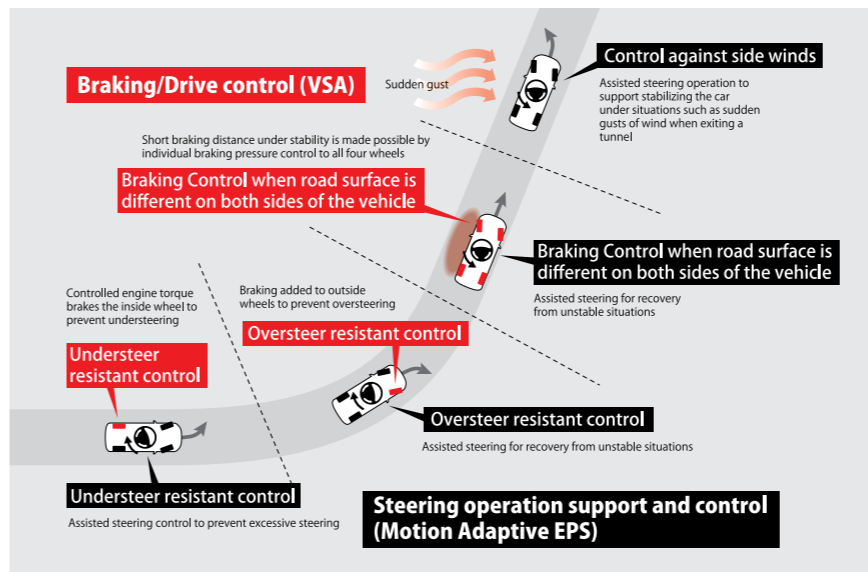 Braking/Drive control (VSA)
Sudden gust
Control against side winds
Assisted steering operation to
support stabilizing the car
under situations such as sudden
gusts of wind when exiting a
tunnel
Short braking distance under stability is made possible by
individual braking pressure control to all four wheels
Braking Control when road surface is
different on both sides of the vehicle
Braking Control when road surface is
different on both sides of the vehicle
Assisted steering for recovery
from unstable situations
Controlled engine torque
brakes the inside wheel to
prevent understeering
Understeer
resistant control
Braking added to outside
wheels to prevent oversteering
Oversteer resistant control
Oversteer resistant control
Assisted steering for recovery from unstable situations
Understeer resistant control
Assisted steering control to prevent excessive steering
Steering operation support and control
(Motion Adaptive EPS)